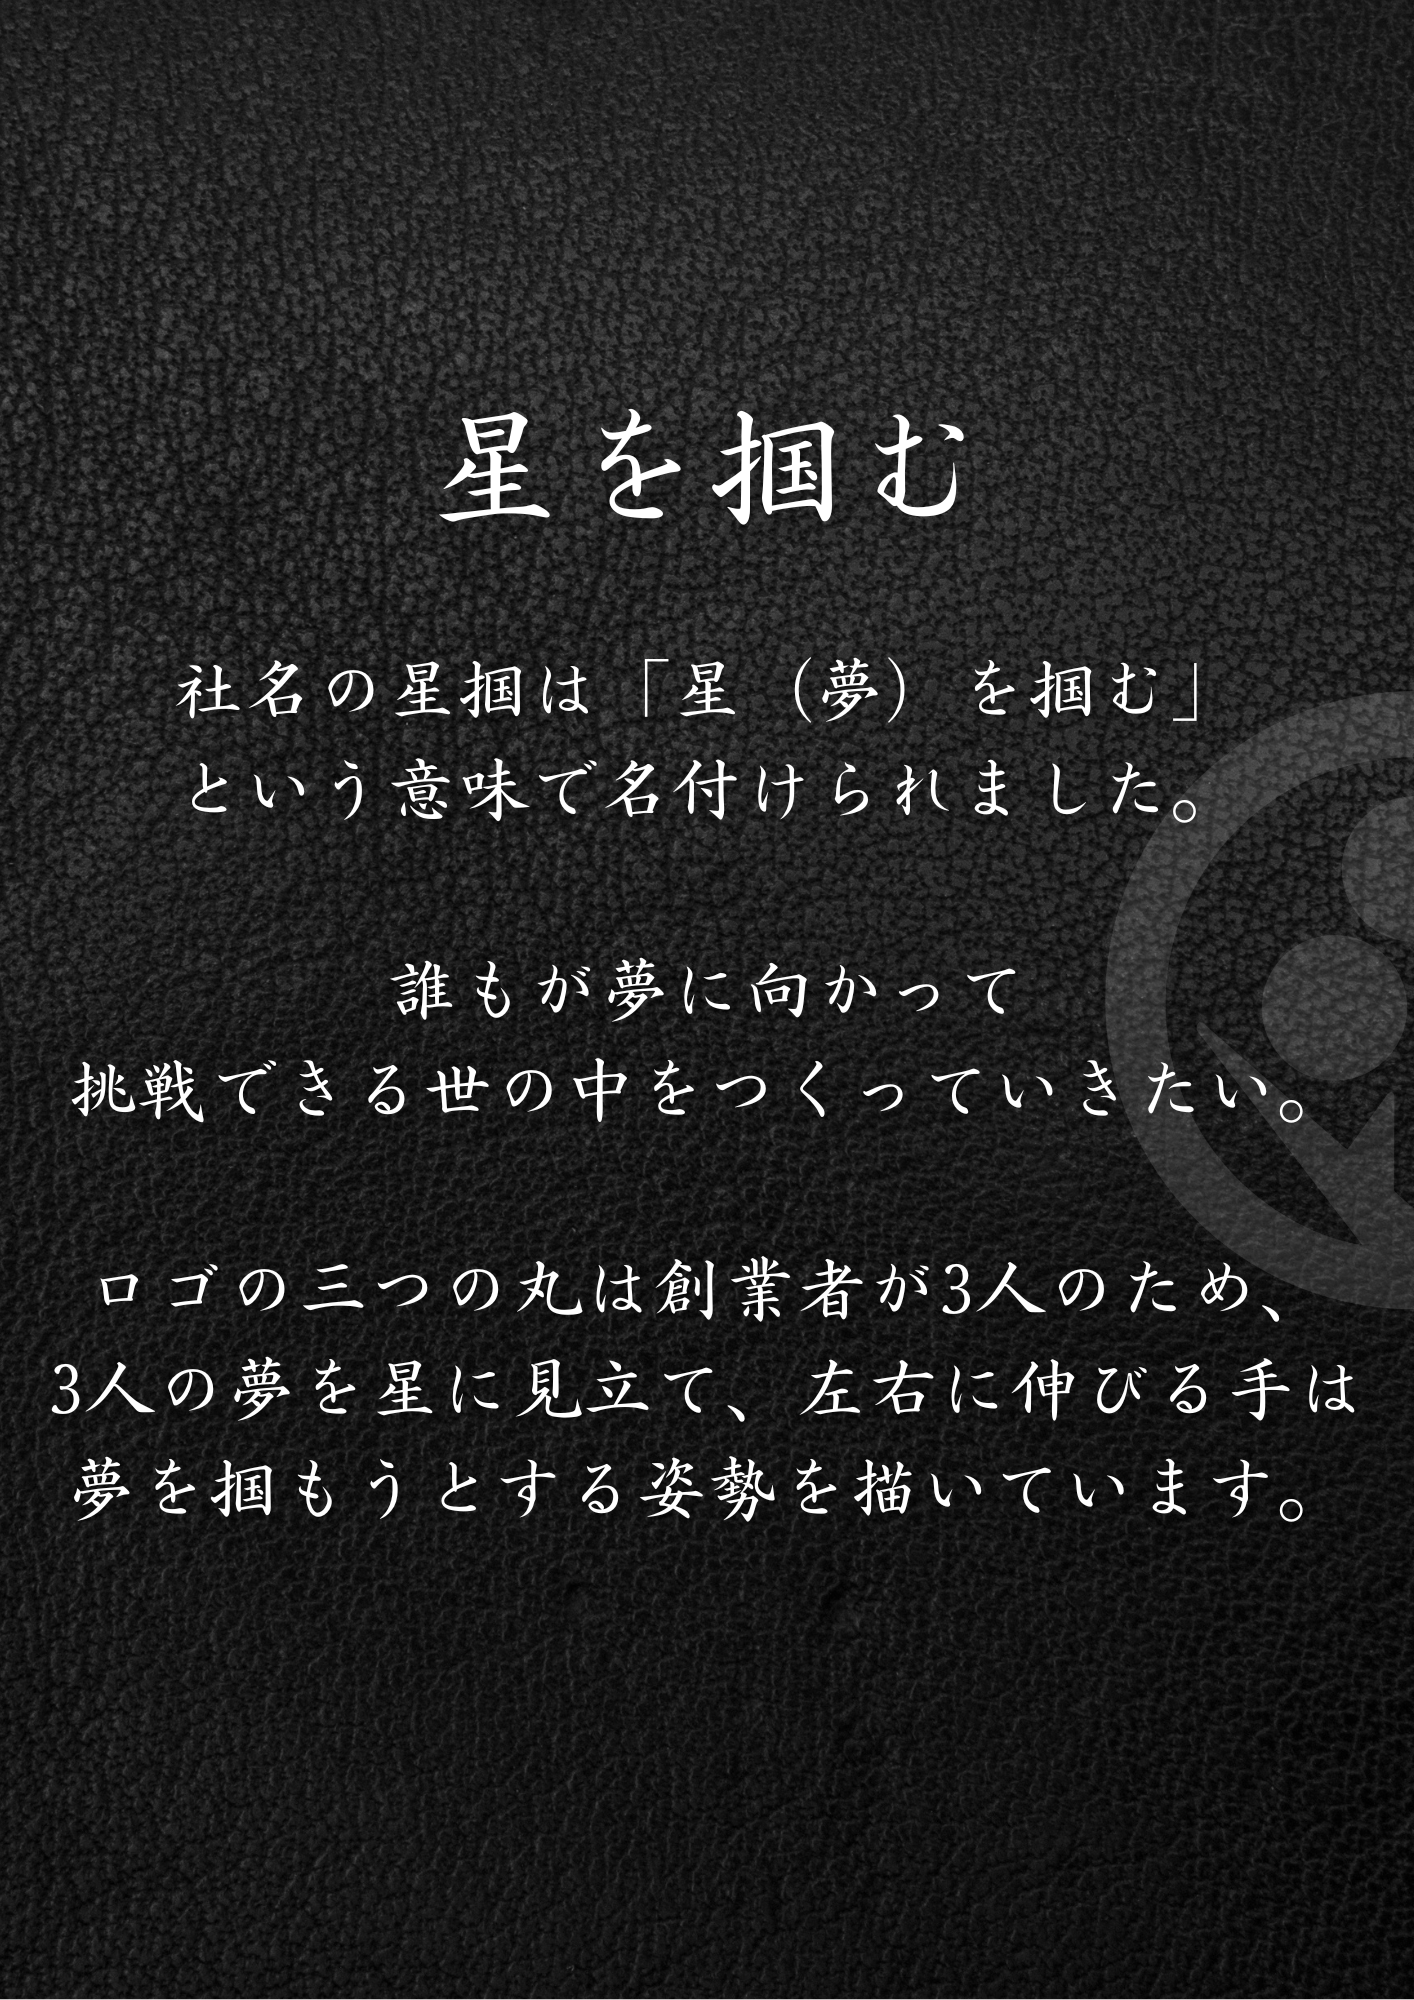 星を掴む
社名の星掴は「星（夢）を掴む」
という意味で名付けられました。
誰もが夢に向かって
挑戦できる世の中をつくっていきたい。
ロゴの三つの丸は創業者が3人のため、
3人の夢を星に見立て、左右に伸びる手は
夢を掴もうとする姿勢を描いています。